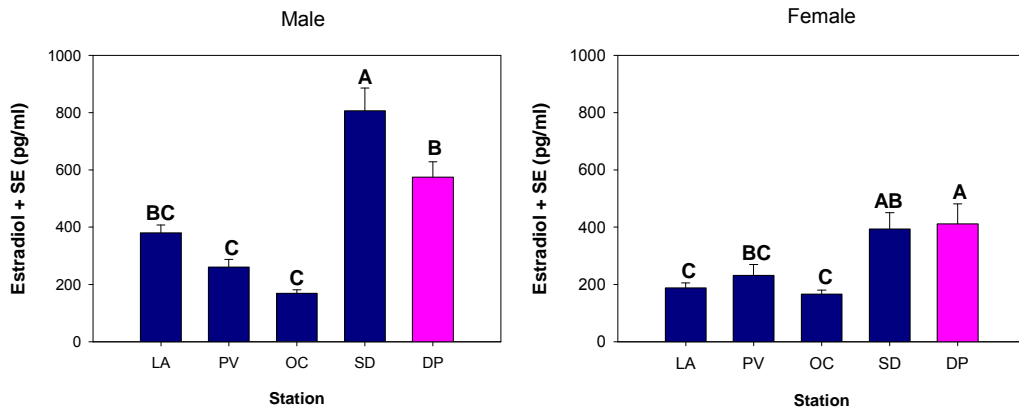 Male
Estradiol + SE (pg/ml)
1000
800
600
400
200
0
BC
C
C
A
B
LA PV OC SD DP
Station
Female
Estradiol + SE (pg/ml)
1000
800
600
400
200
0
C
BC
C
AB
A
LA PV OC SD DP
Station